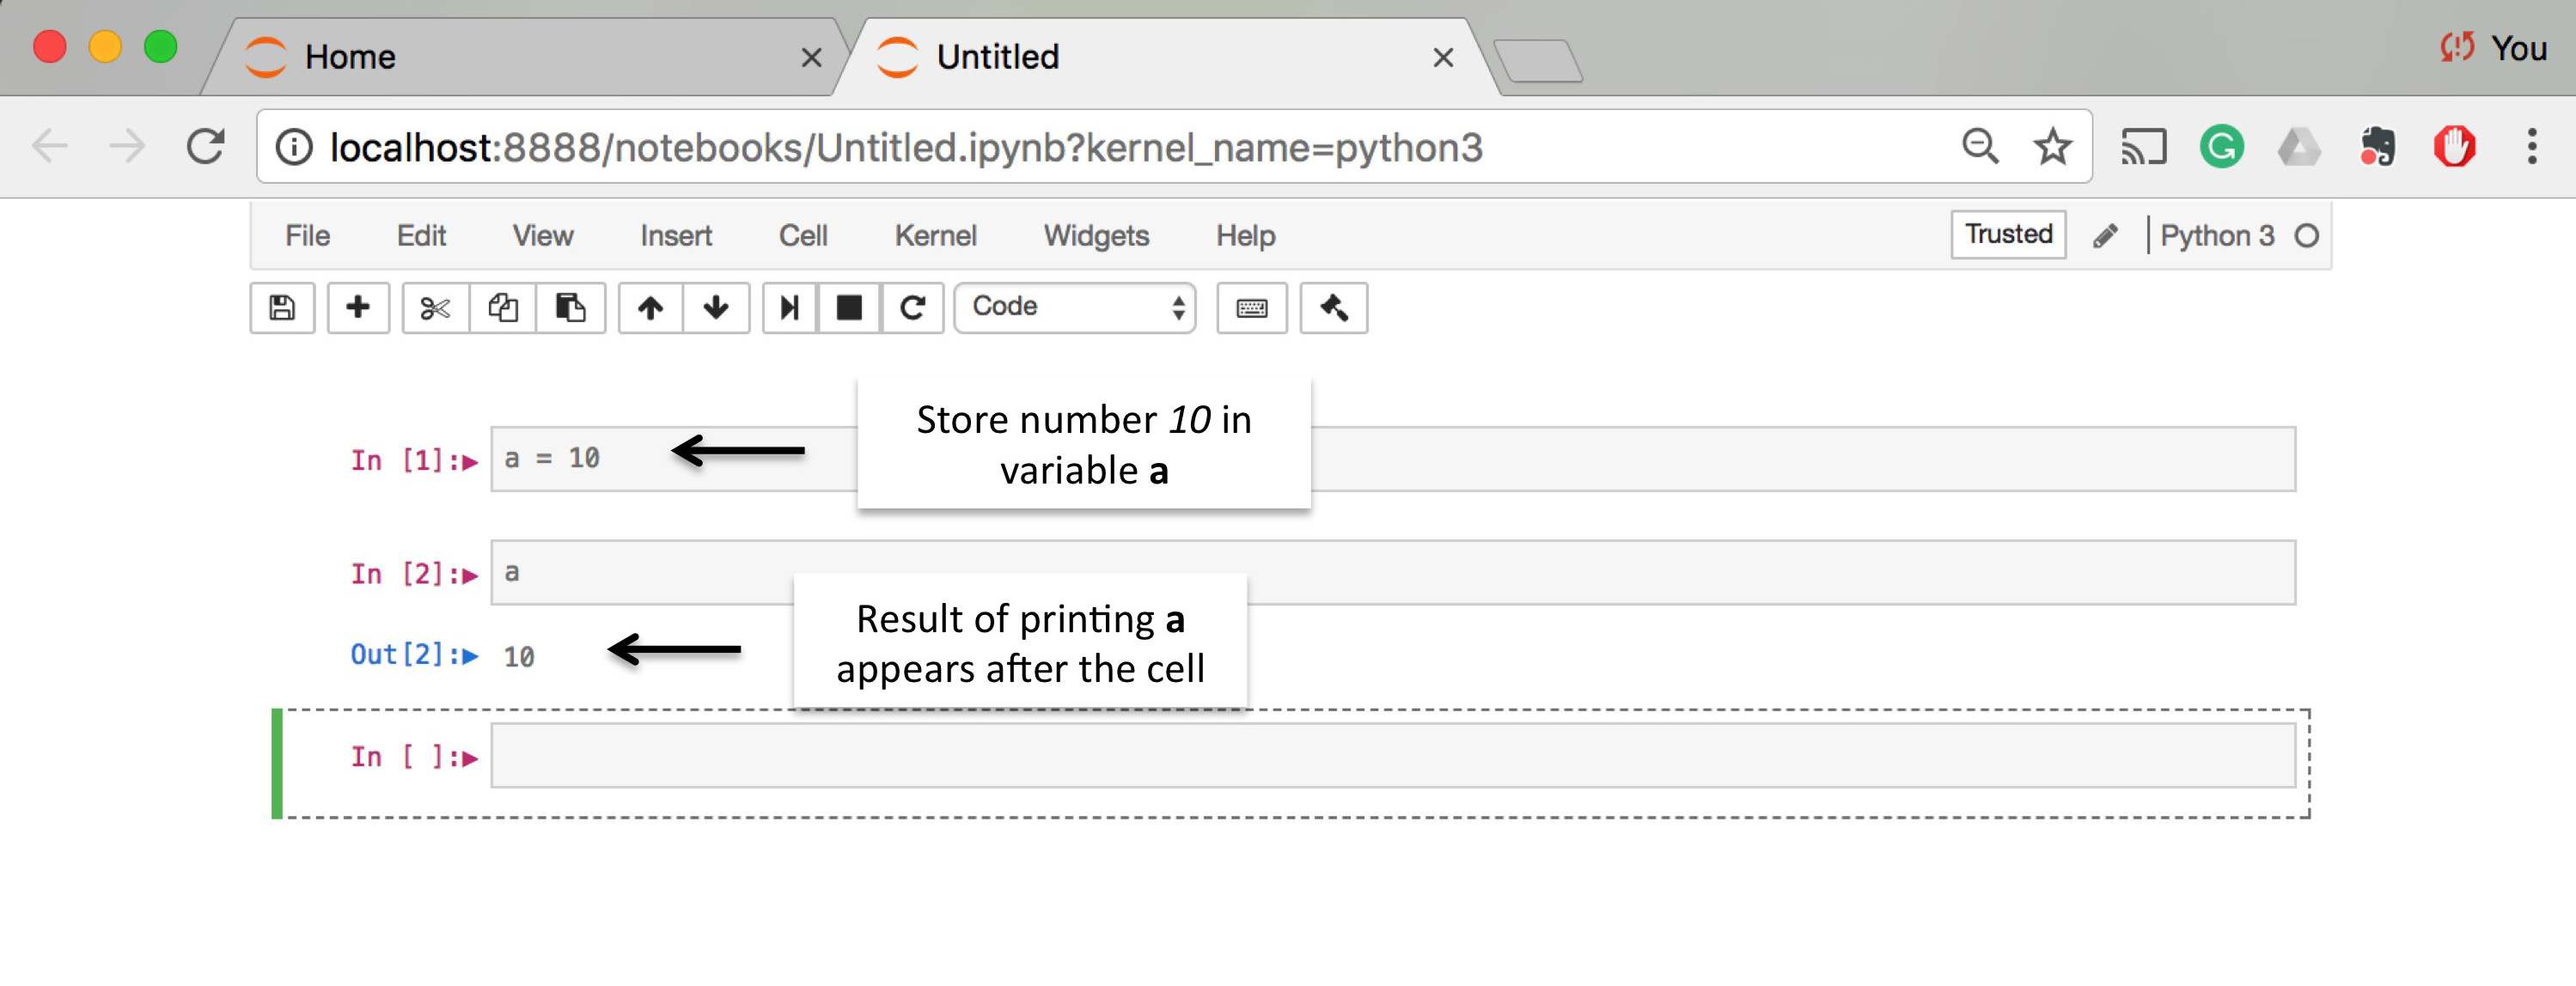 Home
Untitled
You
localhost:8888/notebooks/Untitled.ipynb?kernel_name=python3
File Edit View Insert Cell Kernel Widgets Help Trusted Python 3
Code
In [1]: a = 10
Store number 10 in
variable a
In [2]: a
Out[2]: 10
Result of printing a
appears after the cell
In [ ]: